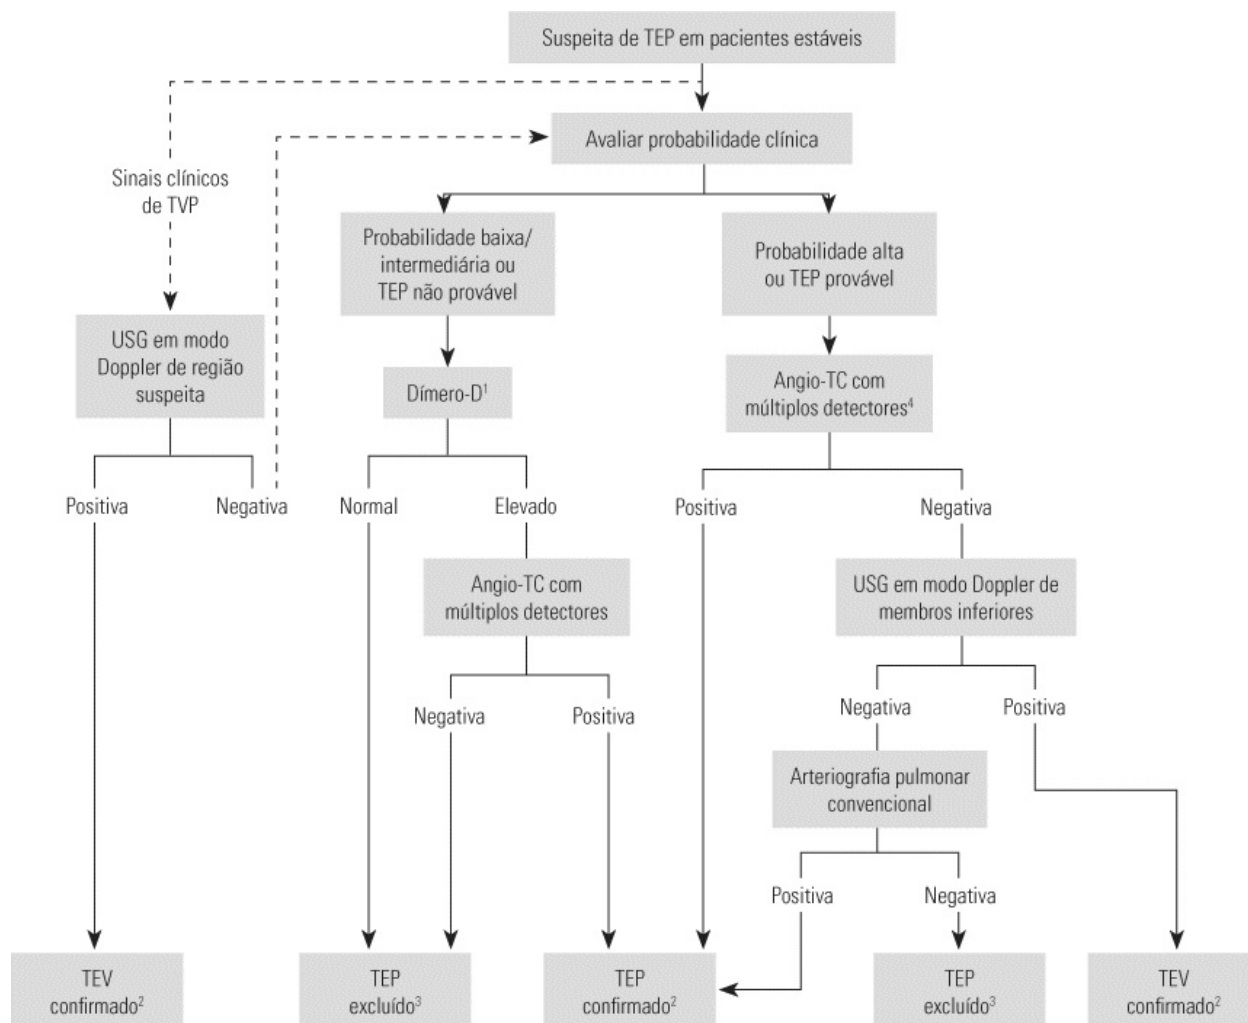 Suspeita de TEP em pacientes estáveis
Avaliar probabilidade clínica
Sinais clínicos
de TVP
Probabilidade baixa/
intermediária ou
TEP não provável
Probabilidade alta
ou TEP provável
USG em modo
Doppler de região
suspeita
Dímero-D¹
Angio-TC com
múltiplos detectores⁴
Positiva
Negativa
Normal
Elevado
Positiva
Negativa
Angio-TC com
múltiplos detectores
USG em modo Doppler de
membros inferiores
Negativa
Positiva
Negativa
Positiva
Arteriografia pulmonar
convencional
Positiva
Negativa
TEV
confirmado²
TEP
excluído³
TEP
confirmado²
TEP
excluído³
TEV
confirmado²